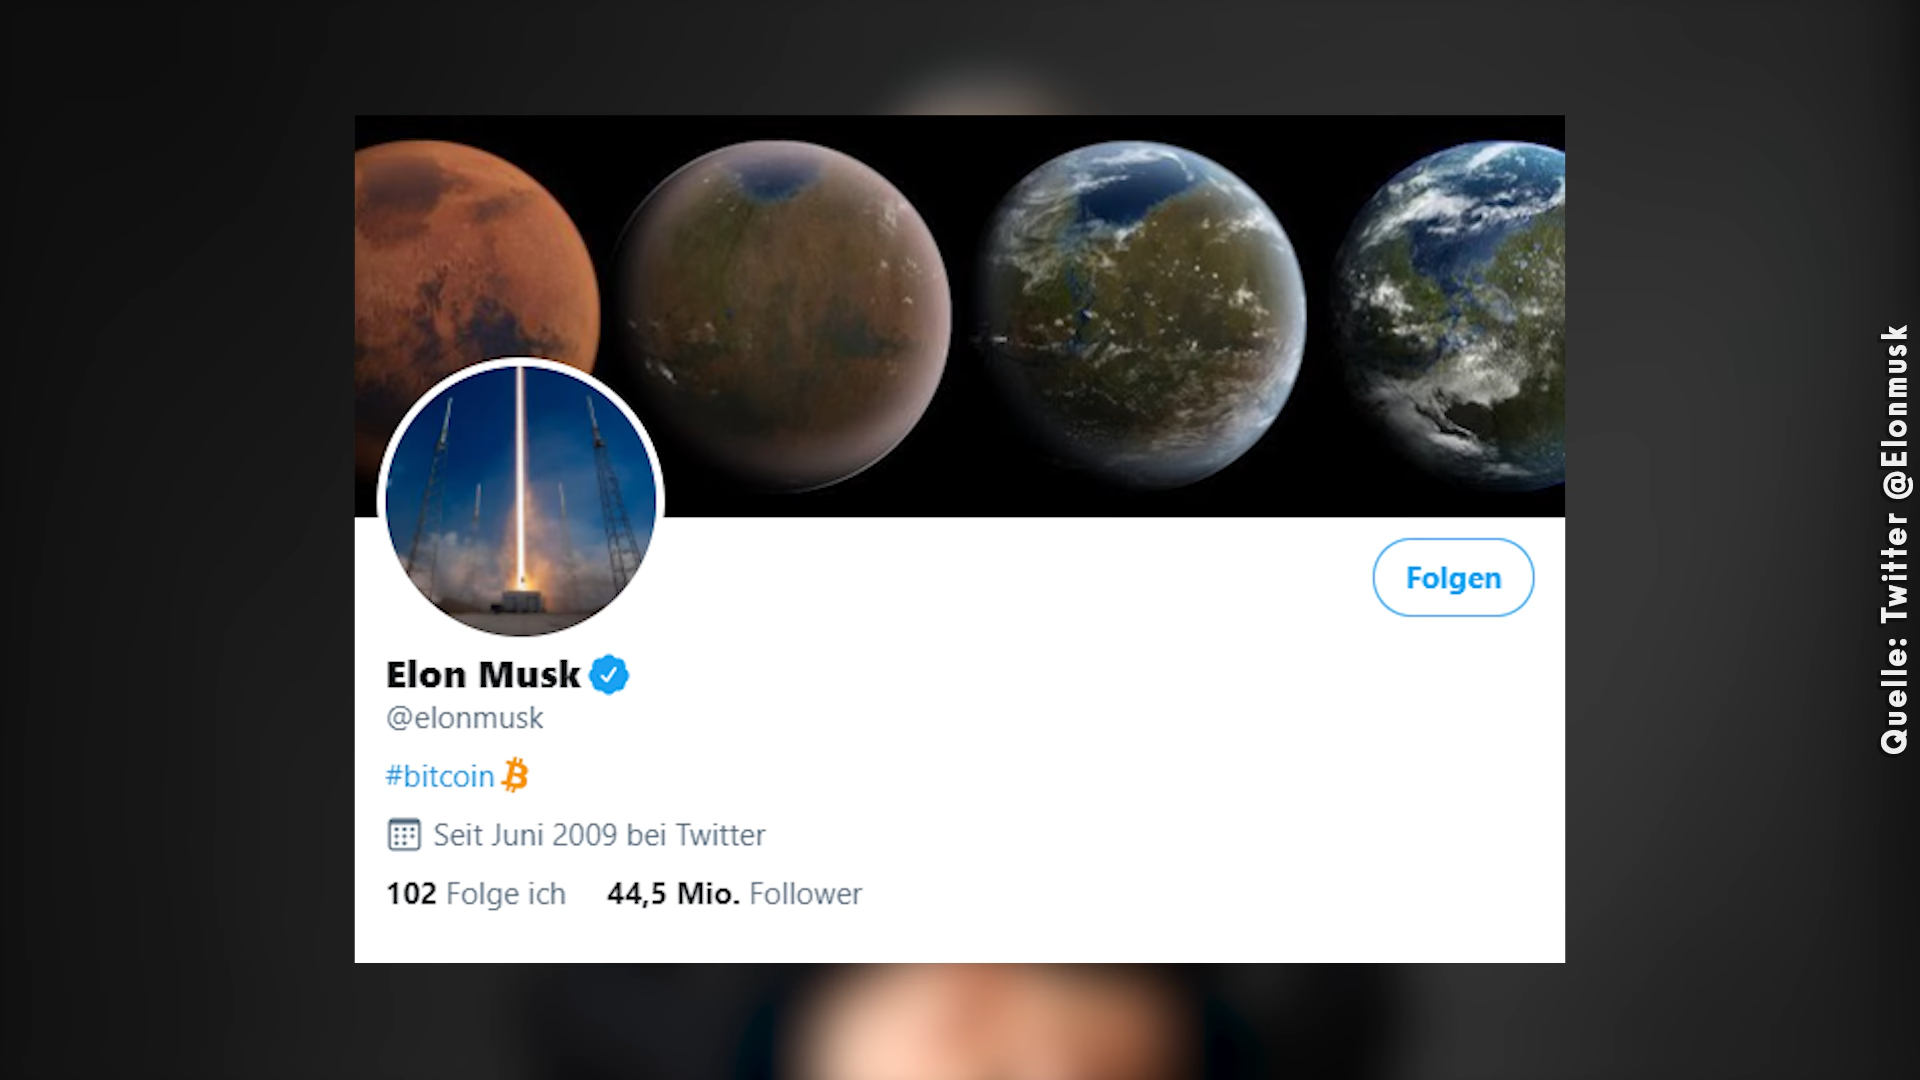 Folgen
Elon Musk
@elonmusk
#bitcoin
Seit Juni 2009 bei Twitter
102 Folge ich 44,5 Mio. Follower
Quelle: Twitter @Elonmusk